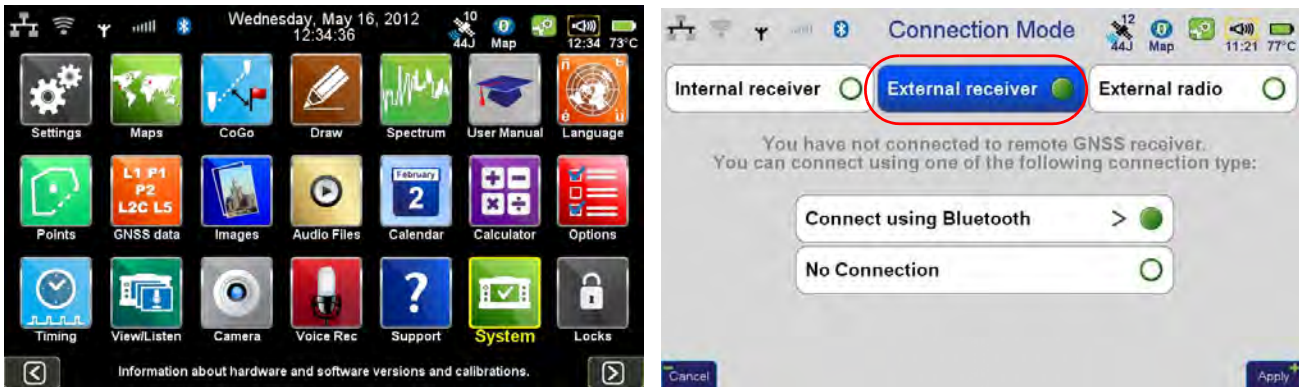 Wednesday, May 16, 2012
12:34:36
10
44J Map 12:34 73°C
Settings Maps CoGo Draw Spectrum User Manual Language
L1 P1
P2
L2C L5
February
2
Points GNSS data Images Audio Files Calendar Calculator Options
?
Timing View/Listen Camera Voice Rec Support System Locks
Information about hardware and software versions and calibrations.
Connection Mode
12
44J Map 11:21 77°C
Internal receiver External receiver External radio
You have not connected to remote GNSS receiver.
You can connect using one of the following connection type:
Connect using Bluetooth >
No Connection
Cancel Apply